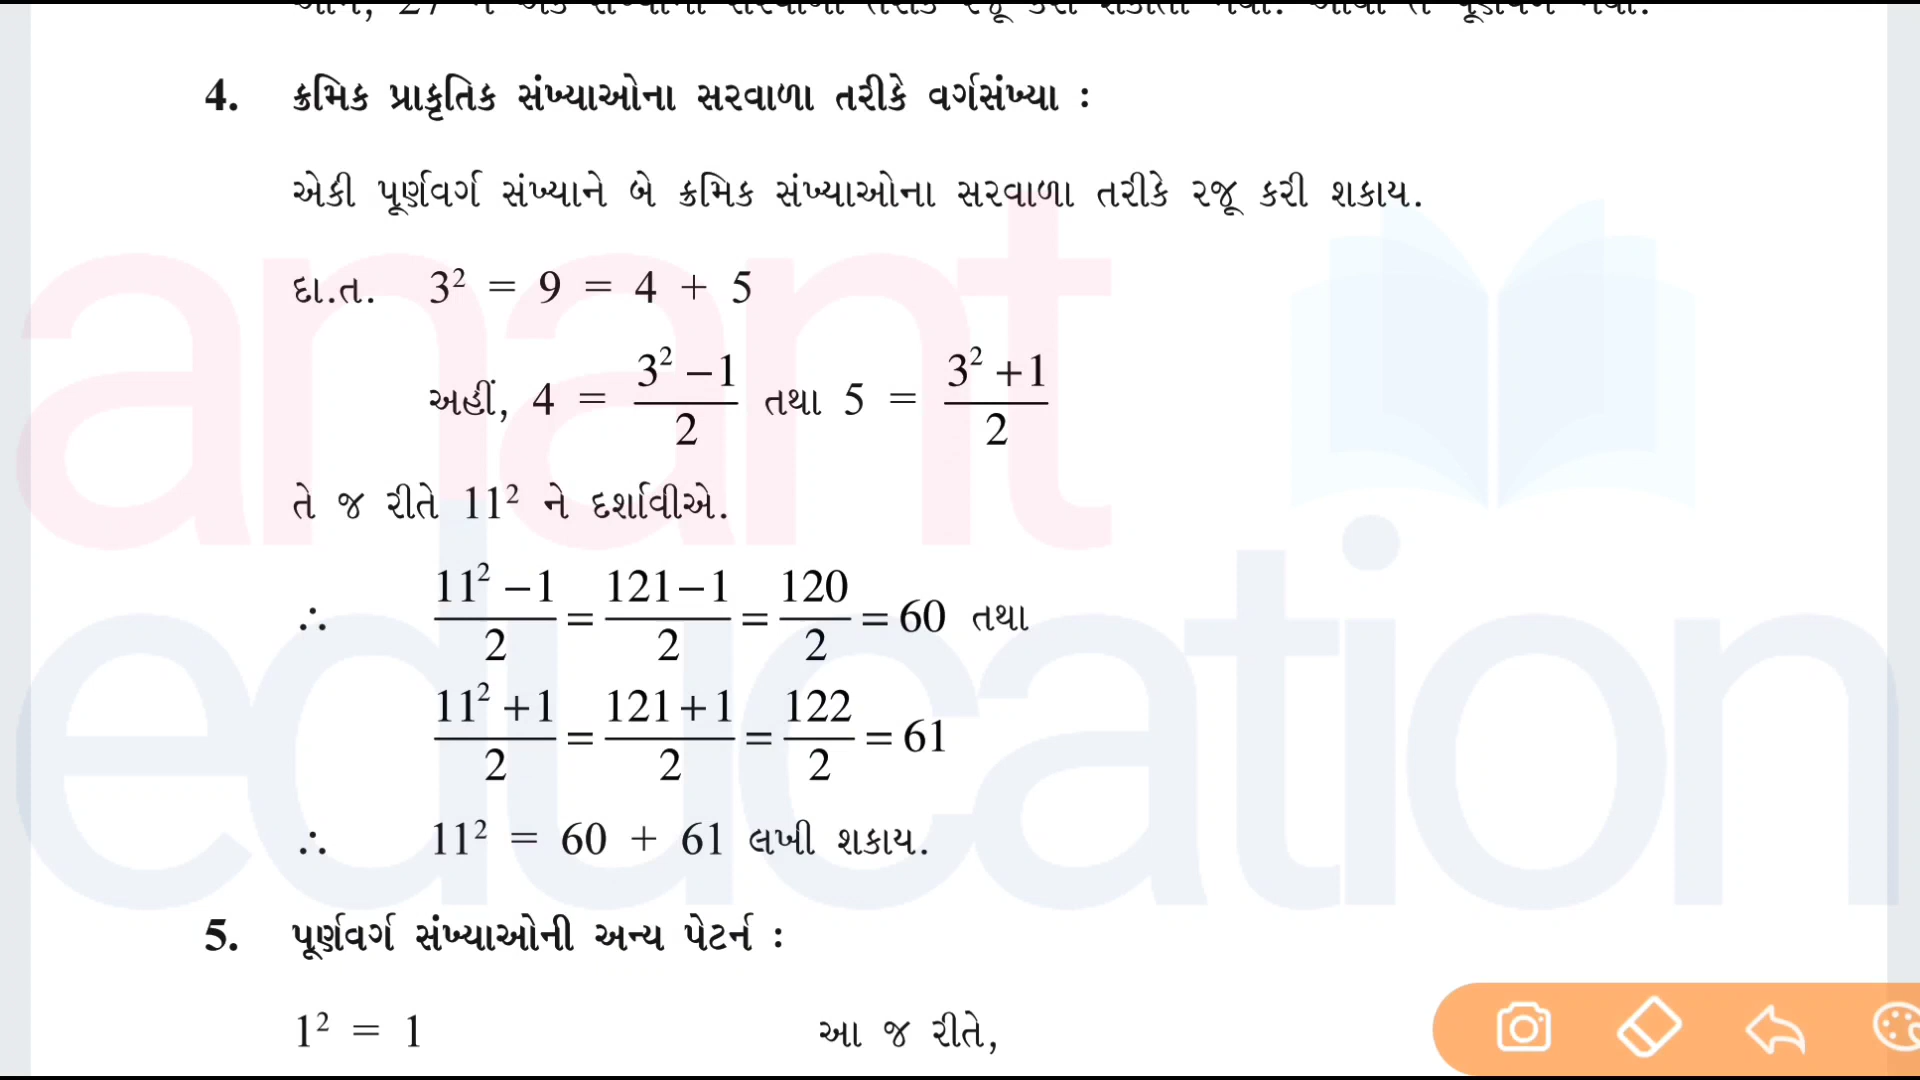 4. ક્રમિક પ્રાકૃતિક સંખ્યાઓના સરવાળા તરીકે વર્ગસંખ્યા :
એકી પૂર્ણવર્ગ સંખ્યાને બે ક્રમિક સંખ્યાઓના સરવાળા તરીકે રજૂ કરી શકાય.
દા.ત. 3² = 9 = 4 + 5
અહીં, 4 = (3² − 1)/2 તથા 5 = (3² + 1)/2
તે જ રીતે 11² ને દર્શાવીએ.
∴ (11² − 1)/2 = (121 − 1)/2 = 120/2 = 60 તથા
(11² + 1)/2 = (121 + 1)/2 = 122/2 = 61
∴ 11² = 60 + 61 લખી શકાય.
5. પૂર્ણવર્ગ સંખ્યાઓની અન્ય પેટર્ન :
1² = 1 આ જ રીતે,
anant
education